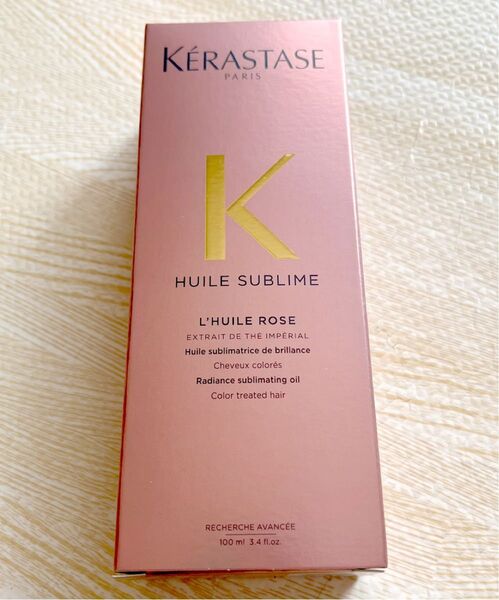 KÉRASTASE
PARIS
K
HUILE SUBLIME
L'HUILE ROSE
EXTRAIT DE THÉ IMPÉRIAL
Huile sublimatrice de brillance
Cheveux colorés
Radiance sublimating oil
Color treated hair
RECHERCHE AVANCÉE
100 ml 3.4 fl.oz.